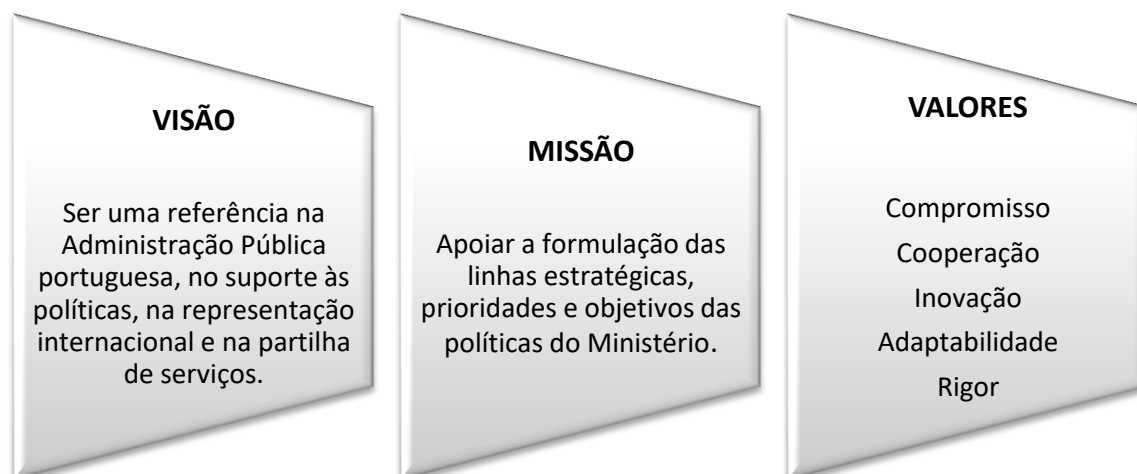 VISÃO
Ser uma referência na
Administração Pública
portuguesa, no suporte às
políticas, na representação
internacional e na partilha
de serviços.
MISSÃO
Apoiar a formulação das
linhas estratégicas,
prioridades e objetivos das
políticas do Ministério.
VALORES
Compromisso
Cooperação
Inovação
Adaptabilidade
Rigor